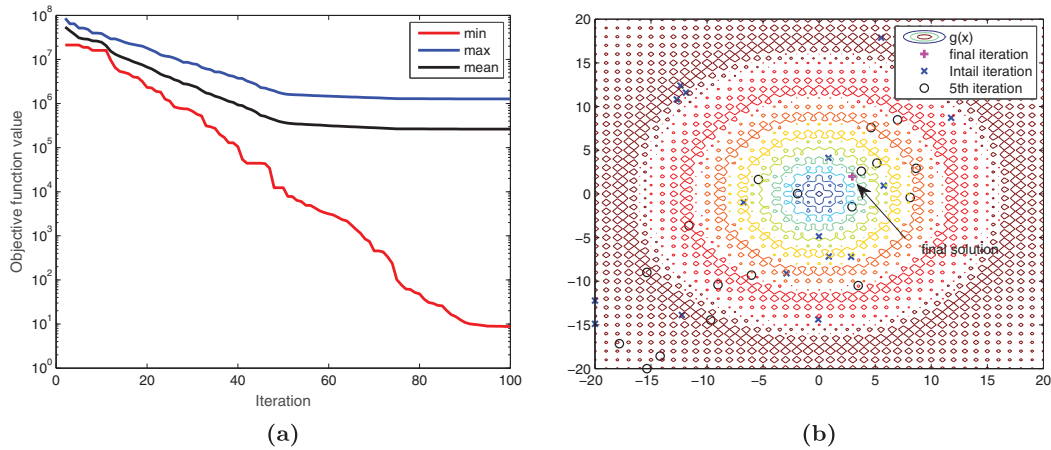 10^8
10^7
10^6
10^5
10^4
10^3
10^2
10^1
10^0
Objective function value
min
max
mean
0 20 40 60 80 100
Iteration
(a)
20
15
10
5
0
−5
−10
−15
−20
g(x)
final iteration
Intail iteration
5th iteration
final solution
−20 −15 −10 −5 0 5 10 15 20
(b)